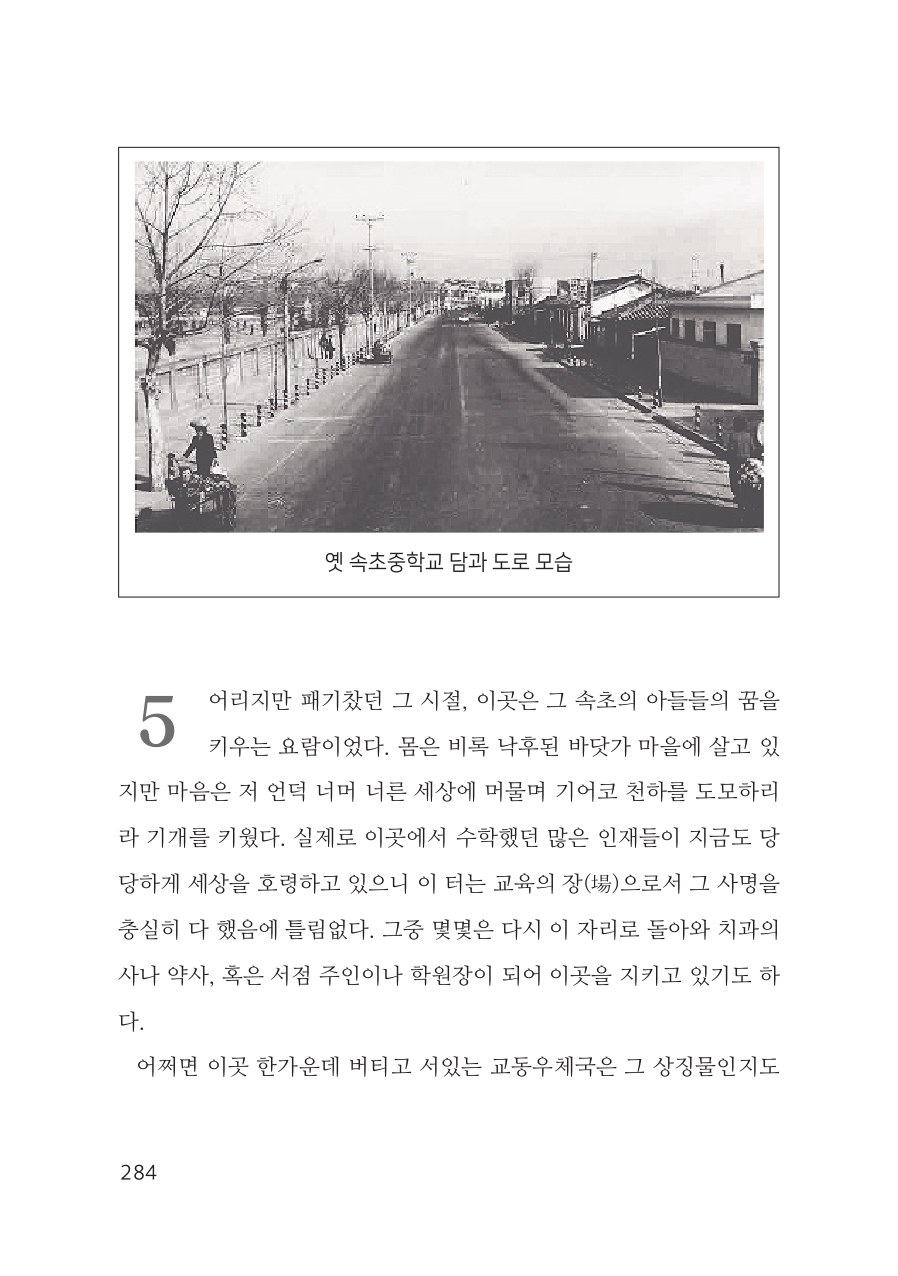 옛 속초중학교 담과 도로 모습
5
어리지만 패기찼던 그 시절, 이곳은 그 속초의 아들들의 꿈을
키우는 요람이었다. 몸은 비록 낙후된 바닷가 마을에 살고 있
지만 마음은 저 언덕 너머 너른 세상에 머물며 기어코 천하를 도모하리
라 기개를 키웠다. 실제로 이곳에서 수학했던 많은 인재들이 지금도 당
당하게 세상을 호령하고 있으니 이 터는 교육의 장(場)으로서 그 사명을
충실히 다 했음에 틀림없다. 그중 몇몇은 다시 이 자리로 돌아와 치과의
사나 약사, 혹은 서점 주인이나 학원장이 되어 이곳을 지키고 있기도 하
다.
어쩌면 이곳 한가운데 버티고 서있는 교동우체국은 그 상징물인지도
284